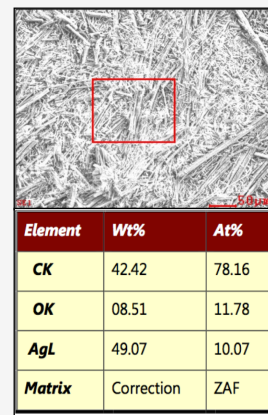 50µm
Element Wt% At%
CK 42.42 78.16
OK 08.51 11.78
AgL 49.07 10.07
Matrix Correction ZAF